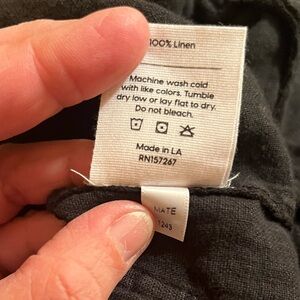 100% Linen
Machine wash cold
with like colors. Tumble
dry low or lay flat to dry.
Do not bleach.
Made in LA
RN157267
MATE
1243